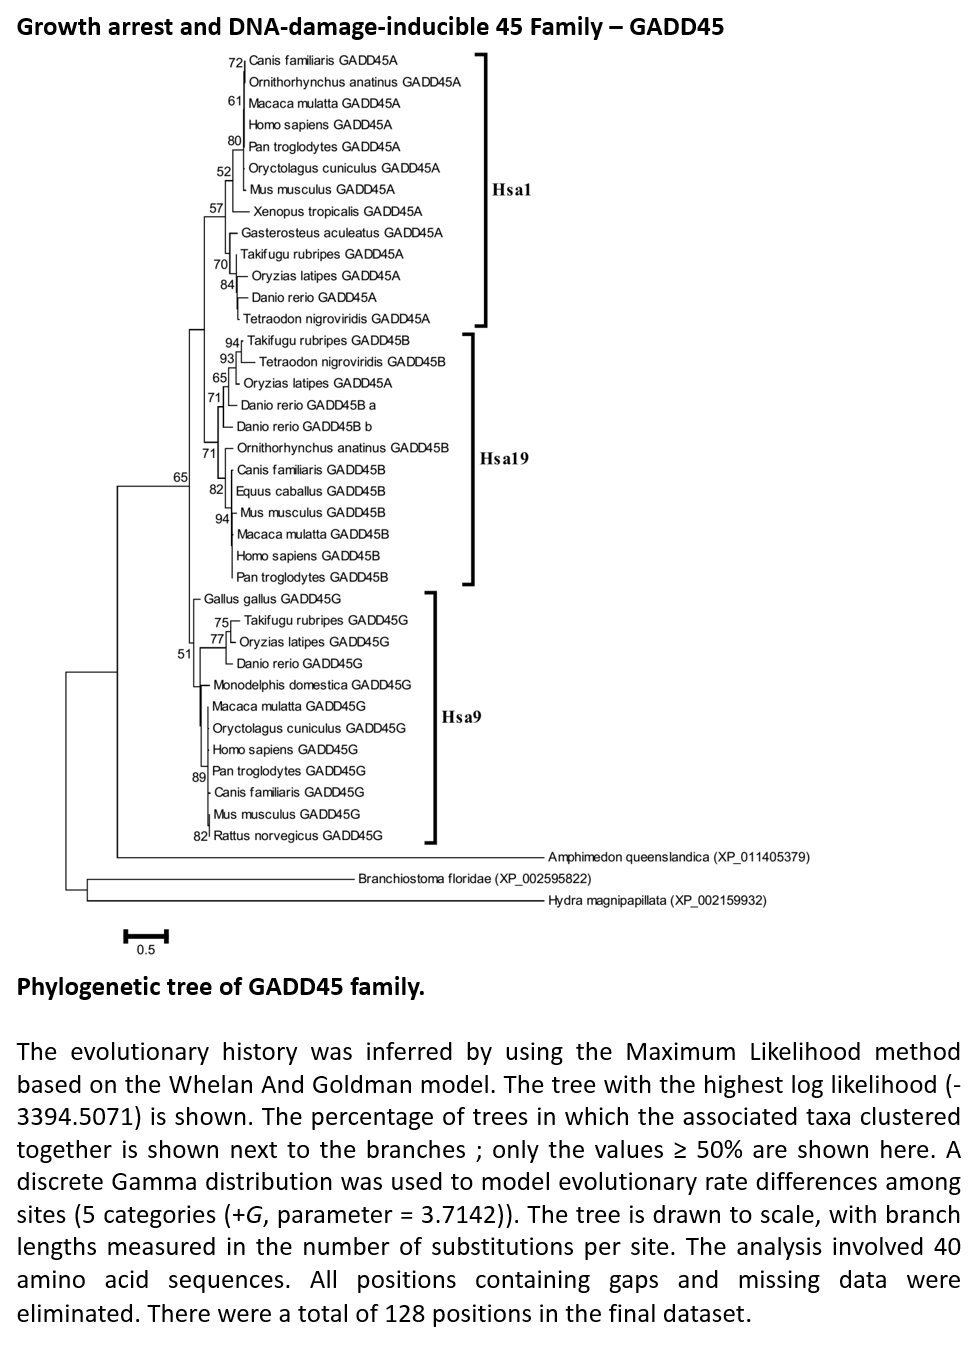 Growth arrest and DNA-damage-inducible 45 Family – GADD45
72 Canis familiaris GADD45A
Ornithorhynchus anatinus GADD45A
61 Macaca mulatta GADD45A
Homo sapiens GADD45A
80 Pan troglodytes GADD45A
52 Oryctolagus cuniculus GADD45A
Mus musculus GADD45A
Hsa1
57 Xenopus tropicalis GADD45A
Gasterosteus aculeatus GADD45A
Takifugu rubripes GADD45A
70
Oryzias latipes GADD45A
84
Danio rerio GADD45A
Tetraodon nigroviridis GADD45A
94 Takifugu rubripes GADD45B
93 Tetraodon nigroviridis GADD45B
65 Oryzias latipes GADD45A
71 Danio rerio GADD45B a
Danio rerio GADD45B b
71 Ornithorhynchus anatinus GADD45B
Hsa19
65 Canis familiaris GADD45B
82 Equus caballus GADD45B
94 Mus musculus GADD45B
Macaca mulatta GADD45B
Homo sapiens GADD45B
Pan troglodytes GADD45B
Gallus gallus GADD45G
75 Takifugu rubripes GADD45G
77 Oryzias latipes GADD45G
51 Danio rerio GADD45G
Monodelphis domestica GADD45G
Macaca mulatta GADD45G
Hsa9
Oryctolagus cuniculus GADD45G
Homo sapiens GADD45G
89 Pan troglodytes GADD45G
Canis familiaris GADD45G
Mus musculus GADD45G
82 Rattus norvegicus GADD45G
Amphimedon queenslandica (XP_011405379)
Branchiostoma floridae (XP_002595822)
Hydra magnipapillata (XP_002159932)
0.5
Phylogenetic tree of GADD45 family.
The evolutionary history was inferred by using the Maximum Likelihood method
based on the Whelan And Goldman model. The tree with the highest log likelihood (-
3394.5071) is shown. The percentage of trees in which the associated taxa clustered
together is shown next to the branches ; only the values ≥ 50% are shown here. A
discrete Gamma distribution was used to model evolutionary rate differences among
sites (5 categories (+G, parameter = 3.7142)). The tree is drawn to scale, with branch
lengths measured in the number of substitutions per site. The analysis involved 40
amino acid sequences. All positions containing gaps and missing data were
eliminated. There were a total of 128 positions in the final dataset.